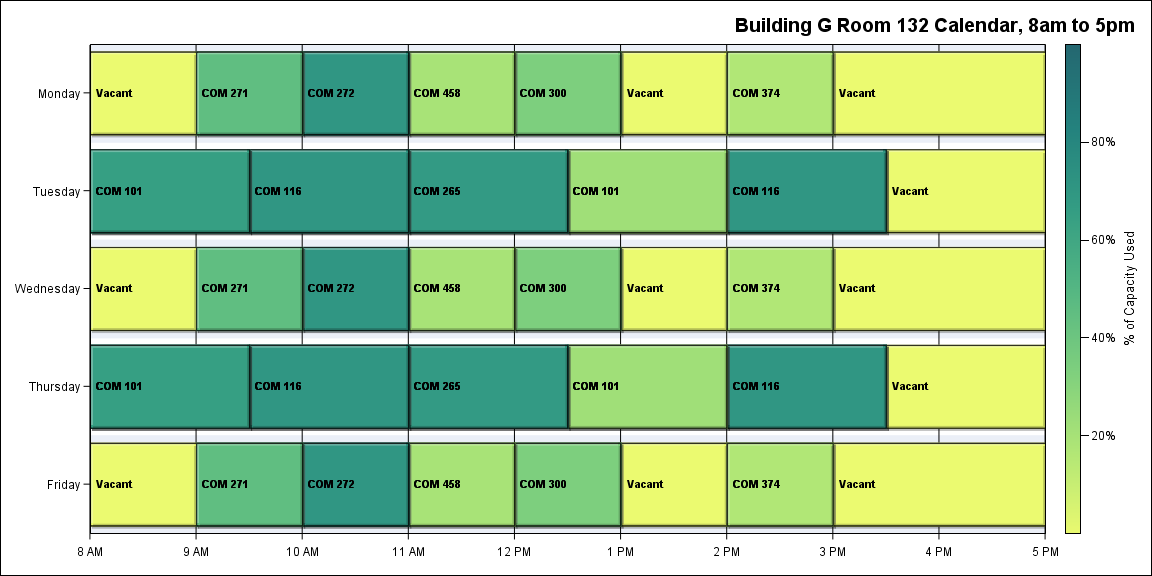 Building G Room 132 Calendar, 8am to 5pm
Monday
Vacant
COM 271
COM 272
COM 458
COM 300
Vacant
COM 374
Vacant
Tuesday
COM 101
COM 116
COM 265
COM 101
COM 116
Vacant
Wednesday
Vacant
COM 271
COM 272
COM 458
COM 300
Vacant
COM 374
Vacant
Thursday
COM 101
COM 116
COM 265
COM 101
COM 116
Vacant
Friday
Vacant
COM 271
COM 272
COM 458
COM 300
Vacant
COM 374
Vacant
8 AM
9 AM
10 AM
11 AM
12 PM
1 PM
2 PM
3 PM
4 PM
5 PM
80%
60%
40%
20%
% of Capacity Used